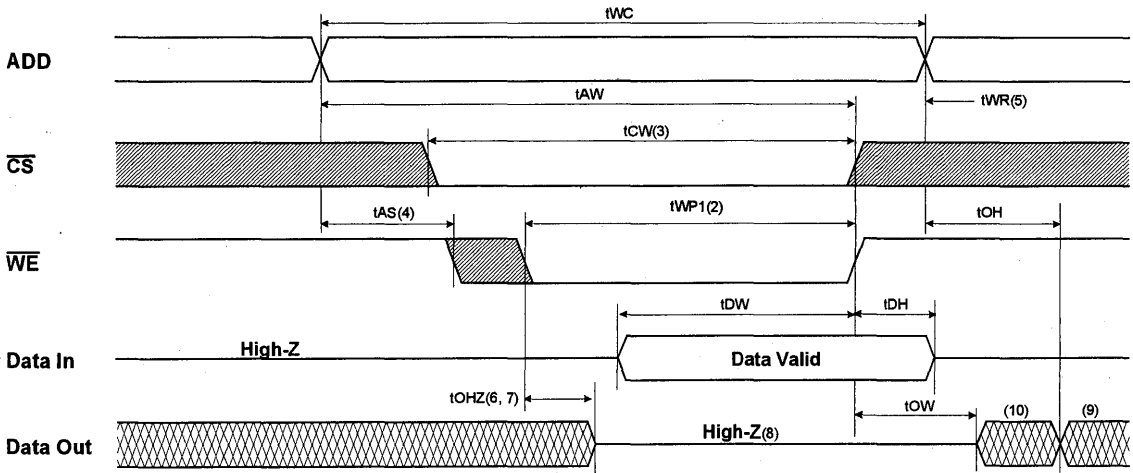 tWC
ADD
tAW
tWR(5)
tCW(3)
CS
tAS(4)
tWP1(2)
tOH
WE
tDW
tDH
High-Z
Data In
Data Valid
tOHZ(6, 7)
tOW
(10)
(9)
High-Z(8)
Data Out